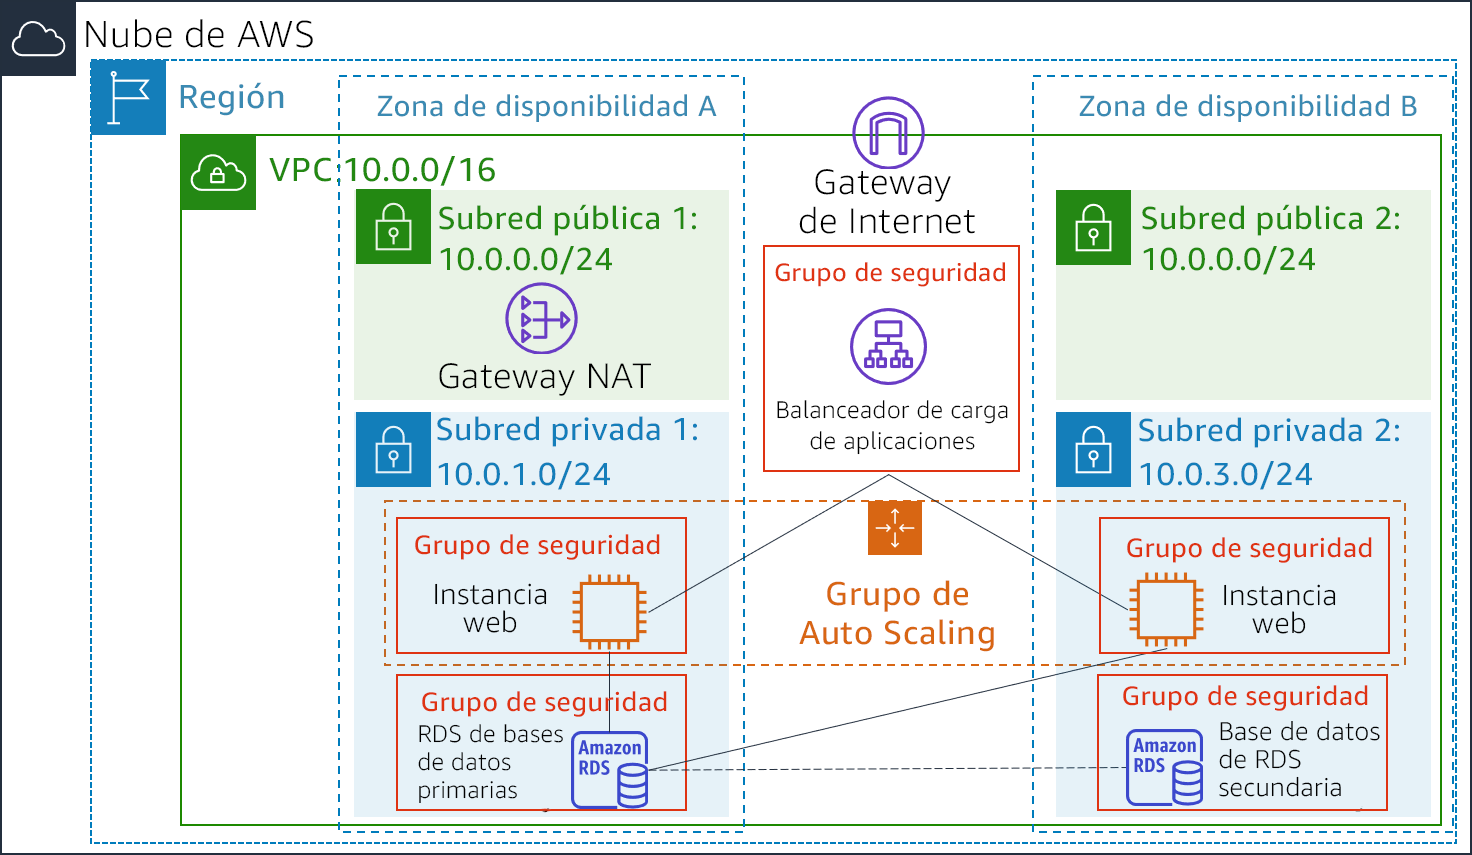 Nube de AWS
Región
Zona de disponibilidad A
Zona de disponibilidad B
VPC:10.0.0/16
Gateway
de Internet
Subred pública 1:
10.0.0.0/24
Gateway NAT
Grupo de seguridad
Balanceador de carga
de aplicaciones
Subred pública 2:
10.0.0.0/24
Subred privada 1:
10.0.1.0/24
Subred privada 2:
10.0.3.0/24
Grupo de seguridad
Instancia
web
Grupo de
Auto Scaling
Grupo de seguridad
Instancia
web
Grupo de seguridad
RDS de bases
de datos
primarias
Amazon
RDS
Grupo de seguridad
Amazon
RDS
Base de datos
de RDS
secundaria